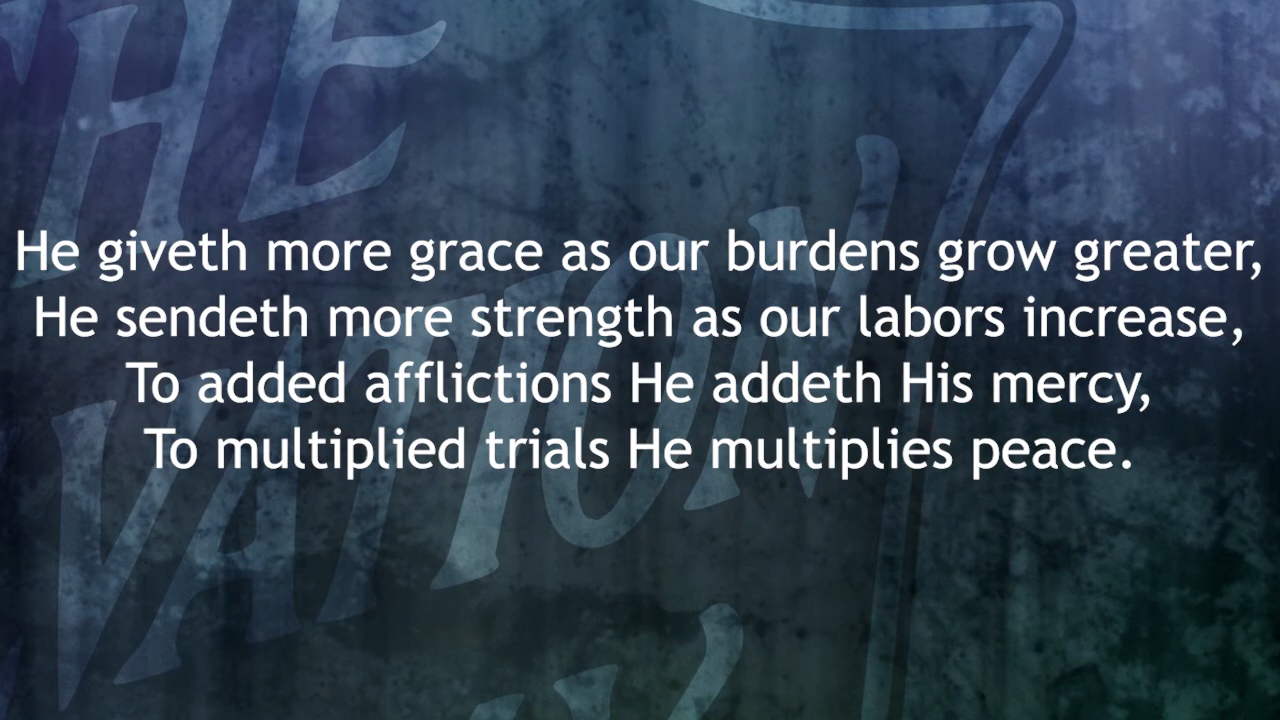 He giveth more grace as our burdens grow greater,
He sendeth more strength as our labors increase,
To added afflictions He addeth His mercy,
To multiplied trials He multiplies peace.